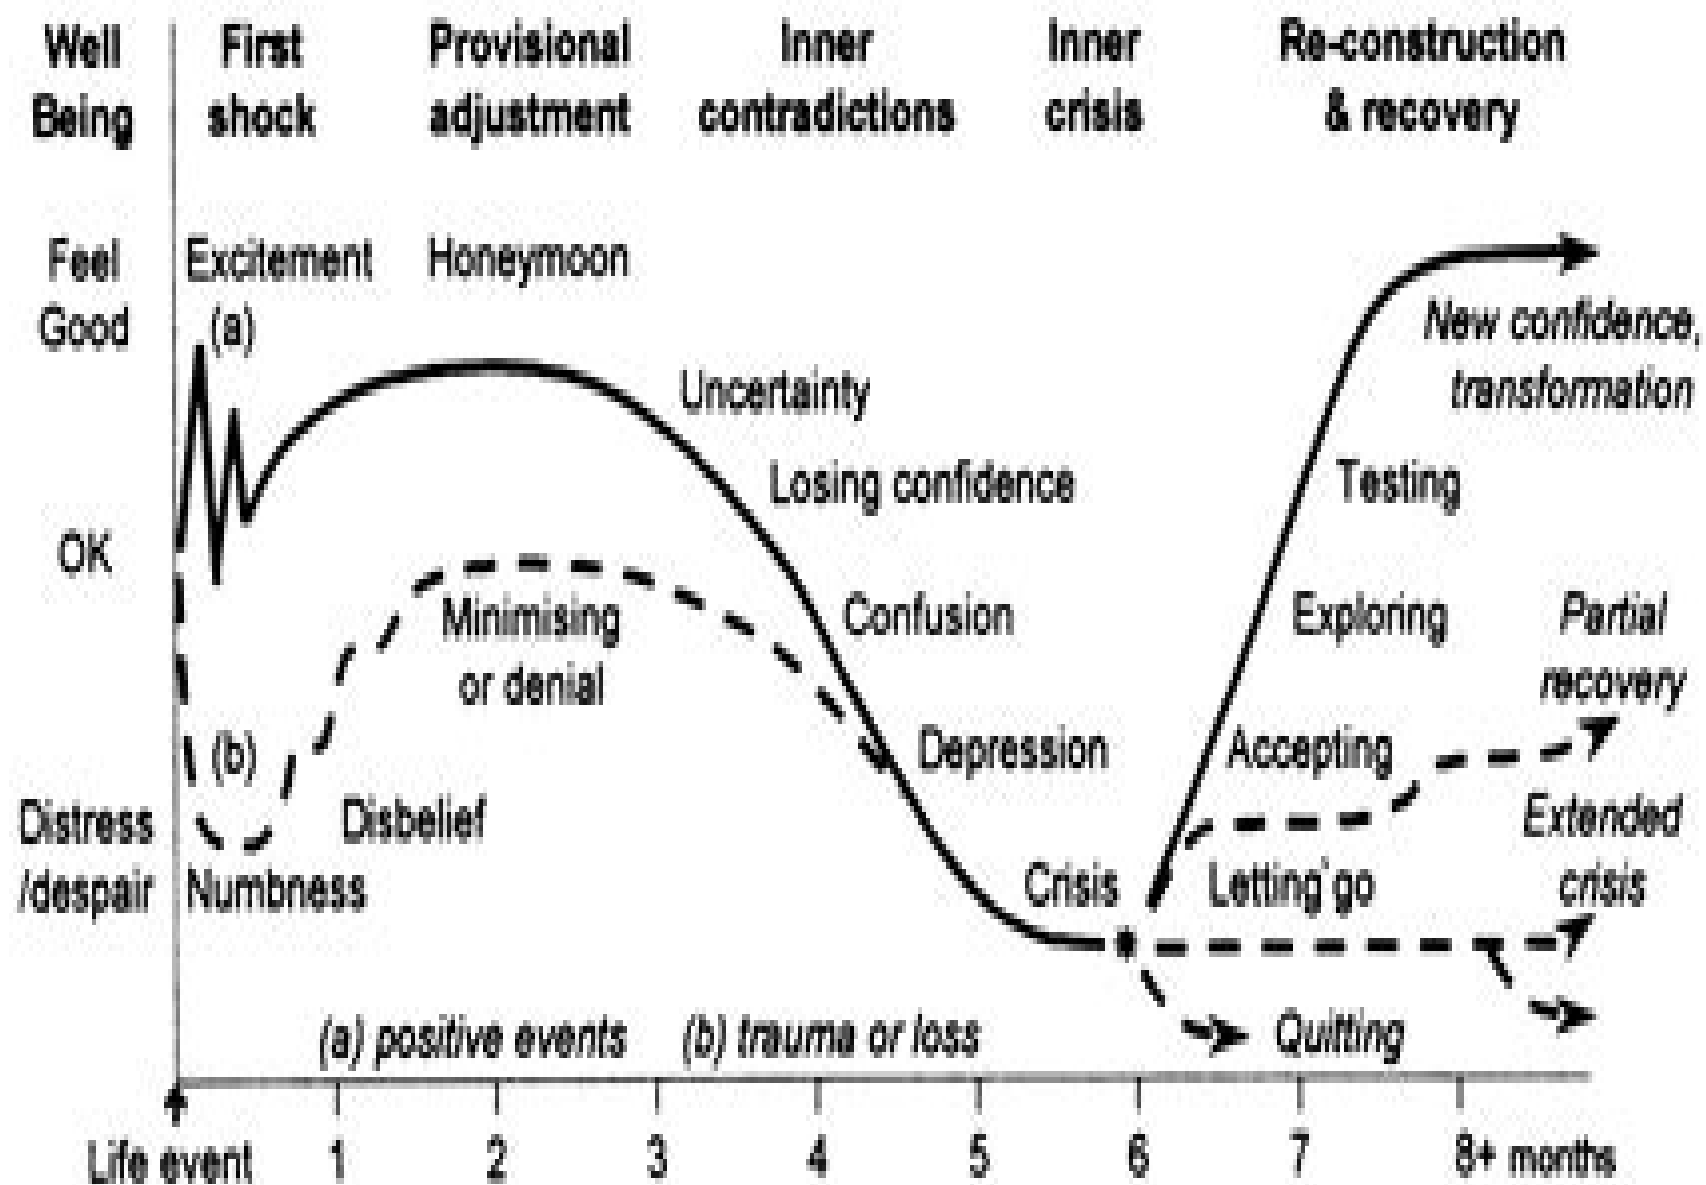 Well Being
First shock
Provisional adjustment
Inner contradictions
Inner crisis
Re-construction & recovery
Feel Good
Excitement
(a)
Honeymoon
Uncertainty
Losing confidence
OK
Minimising or denial
Confusion
(b)
Depression
Distress /despair
Disbelief
Numbness
Crisis
New confidence, transformation
Testing
Exploring
Partial recovery
Accepting
Extended crisis
Letting go
Quitting
(a) positive events
(b) trauma or loss
Life event
1
2
3
4
5
6
7
8+ months